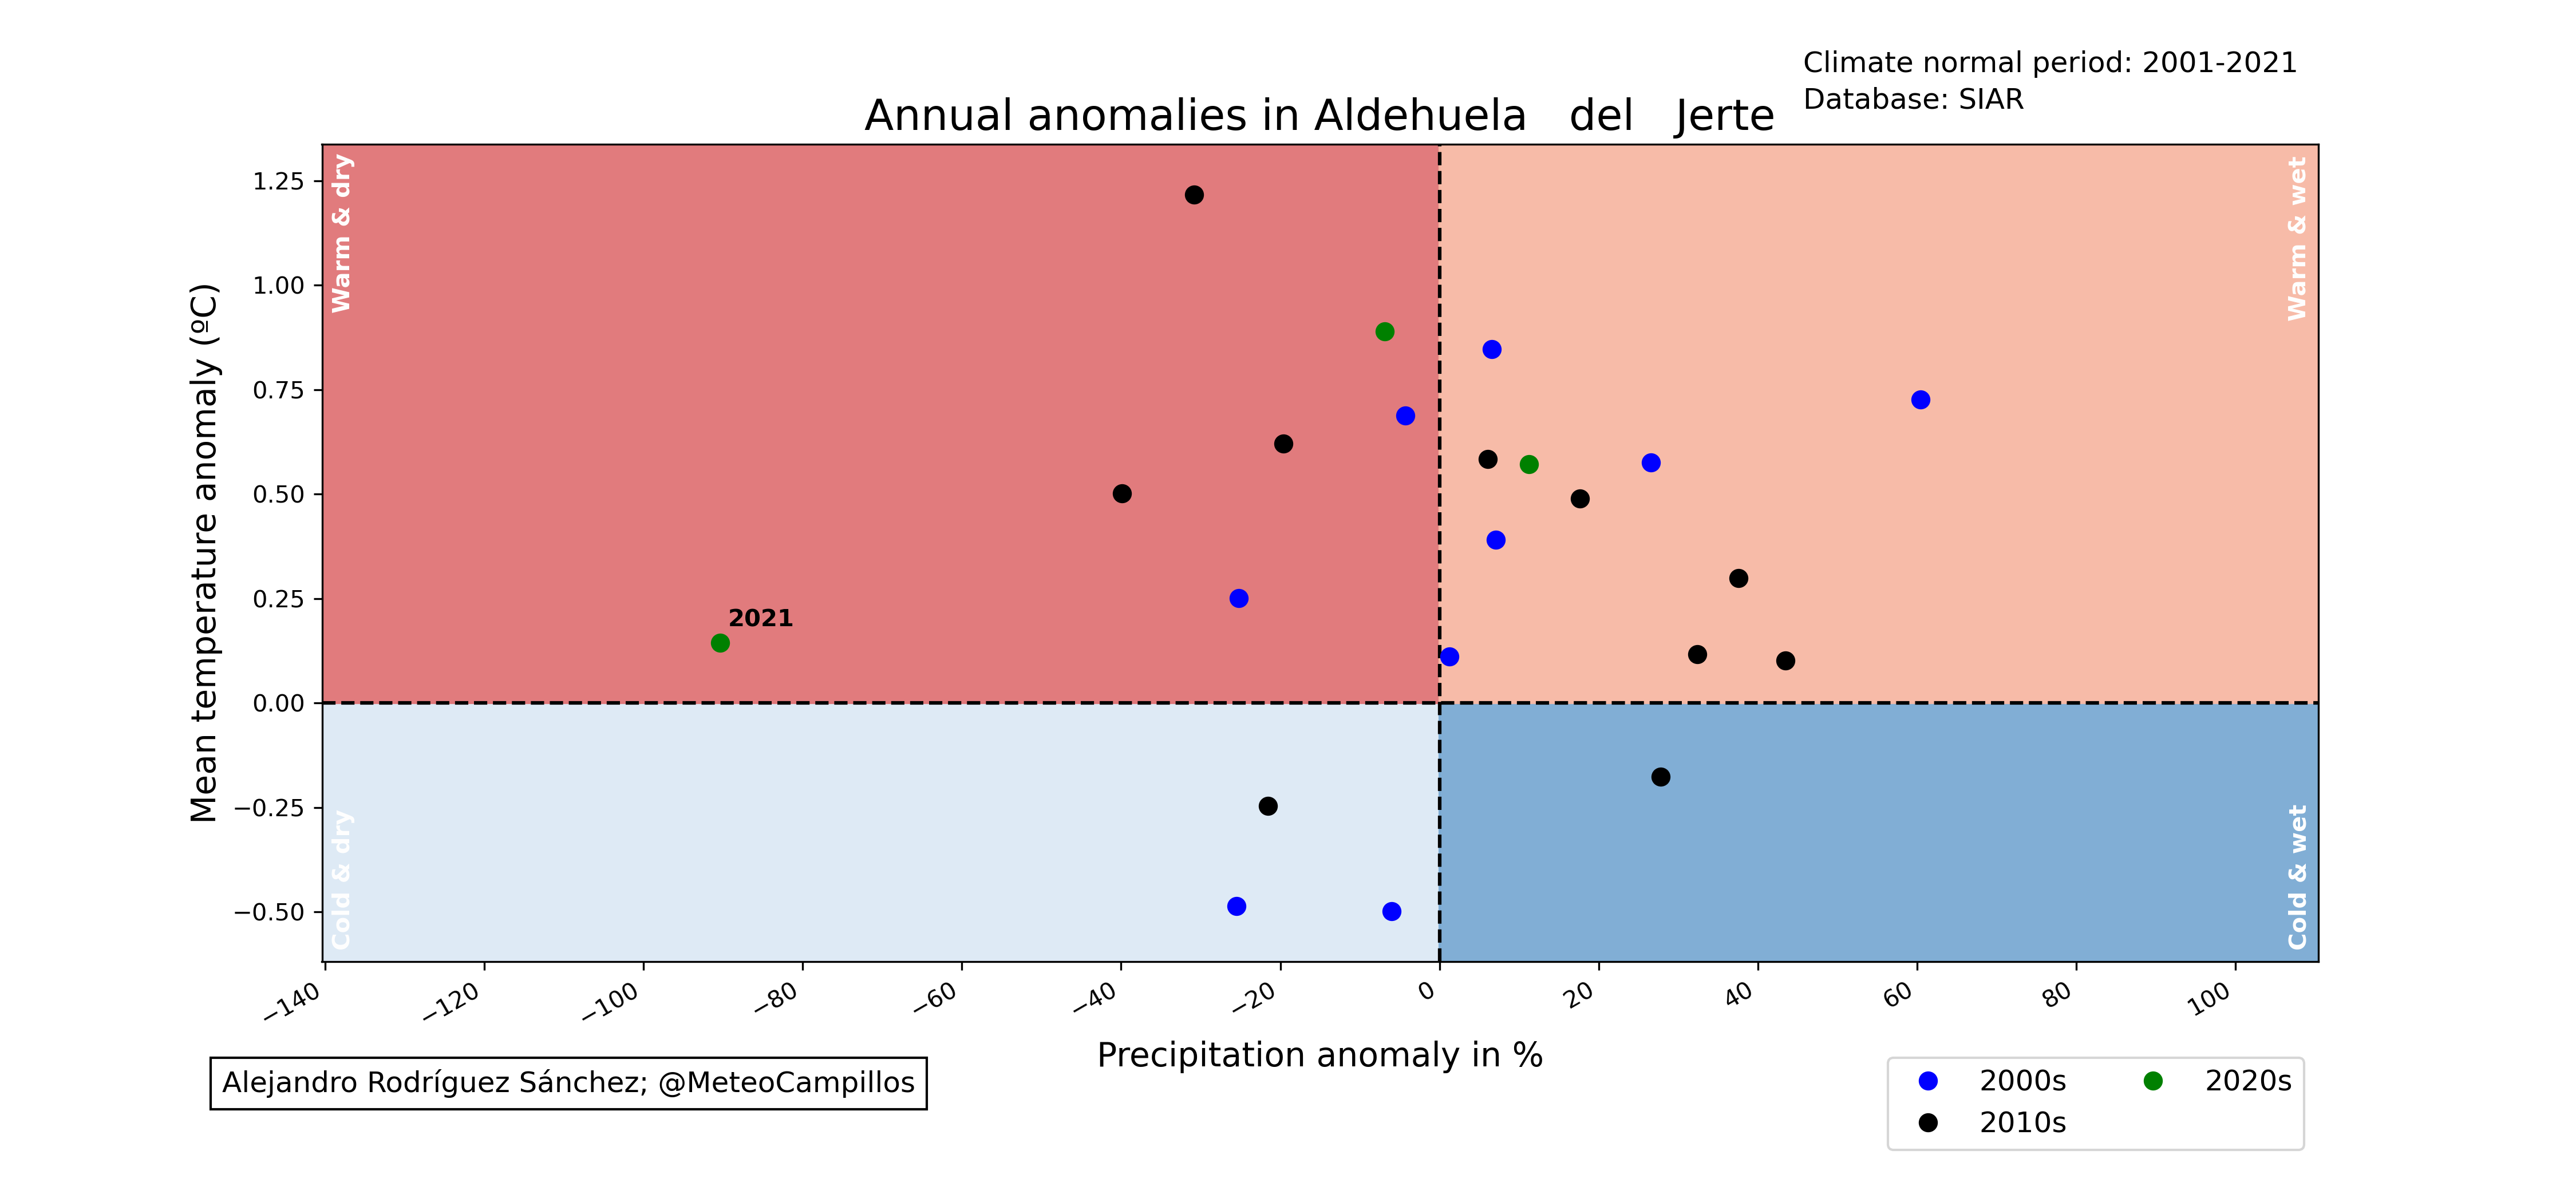 Climate normal period: 2001-2021
Database: SIAR
Annual anomalies in Aldehuela   del   Jerte
Warm & dry
Warm & wet
1.25
1.00
0.75
0.50
0.25
0.00
−0.25
−0.50
Mean temperature anomaly (ºC)
2021
Cold & dry
Cold & wet
−140 −120 −100 −80 −60 −40 −20 0 20 40 60 80 100
Precipitation anomaly in %
Alejandro Rodríguez Sánchez; @MeteoCampillos
2000s 2020s
2010s